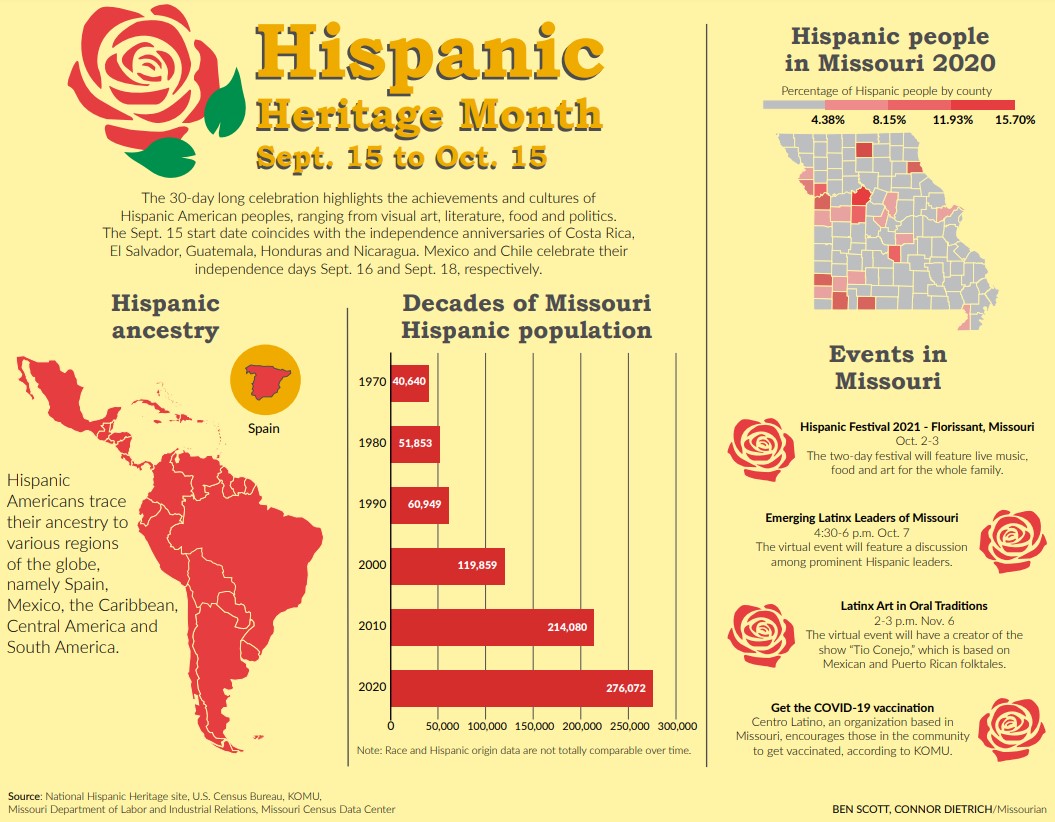 Hispanic
Heritage Month
Sept. 15 to Oct. 15
The 30-day long celebration highlights the achievements and cultures of
Hispanic American peoples, ranging from visual art, literature, food and politics.
The Sept. 15 start date coincides with the independence anniversaries of Costa Rica,
El Salvador, Guatemala, Honduras and Nicaragua. Mexico and Chile celebrate their
independence days Sept. 16 and Sept. 18, respectively.
Hispanic
ancestry
Spain
Hispanic
Americans trace
their ancestry to
various regions
of the globe,
namely Spain,
Mexico, the Caribbean,
Central America and
South America.
Decades of Missouri
Hispanic population
1970 40,640
1980 51,853
1990 60,949
2000 119,859
2010 214,080
2020 276,072
0 50,000 100,000 150,000 200,000 250,000 300,000
Note: Race and Hispanic origin data are not totally comparable over time.
Hispanic people
in Missouri 2020
Percentage of Hispanic people by county
4.38% 8.15% 11.93% 15.70%
Events in
Missouri
Hispanic Festival 2021 - Florissant, Missouri
Oct. 2-3
The two-day festival will feature live music,
food and art for the whole family.
Emerging Latinx Leaders of Missouri
4:30-6 p.m. Oct. 7
The virtual event will feature a discussion
among prominent Hispanic leaders.
Latinx Art in Oral Traditions
2-3 p.m. Nov. 6
The virtual event will have a creator of the
show “Tio Conejo,” which is based on
Mexican and Puerto Rican folktales.
Get the COVID-19 vaccination
Centro Latino, an organization based in
Missouri, encourages those in the community
to get vaccinated, according to KOMU.
Source: National Hispanic Heritage site, U.S. Census Bureau, KOMU,
Missouri Department of Labor and Industrial Relations, Missouri Census Data Center
BEN SCOTT, CONNOR DIETRICH/Missourian